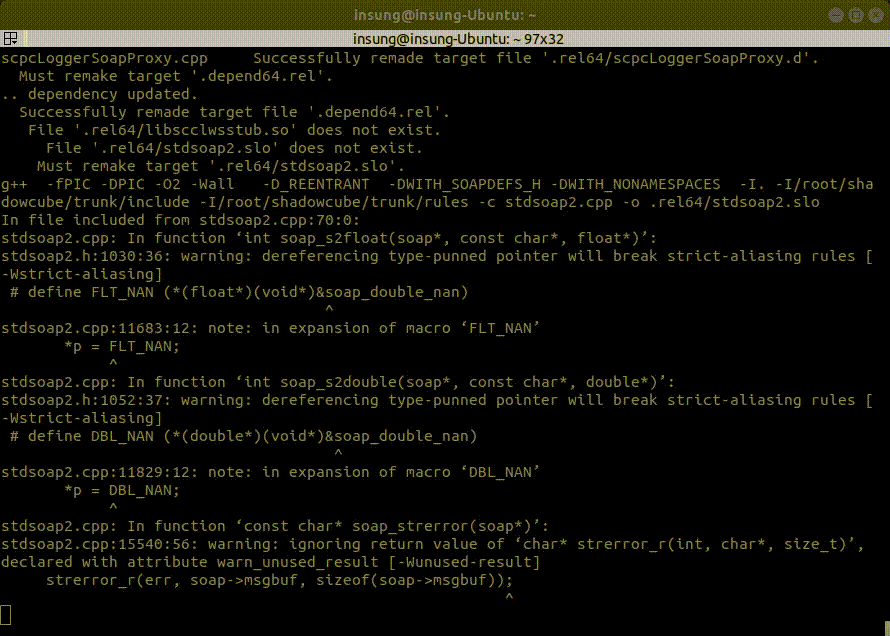 insung@insung-Ubuntu: ~
insung@insung-Ubuntu: ~ 97x32
scpcLoggerSoapProxy.cpp     Successfully remade target file '.rel64/scpcLoggerSoapProxy.d'.
  Must remake target '.depend64.rel'.
.. dependency updated.
  Successfully remade target file '.depend64.rel'.
   File '.rel64/libscclwsstub.so' does not exist.
     File '.rel64/stdsoap2.slo' does not exist.
    Must remake target '.rel64/stdsoap2.slo'.
g++  -fPIC -DPIC -O2 -Wall   -D_REENTRANT  -DWITH_SOAPDEFS_H -DWITH_NONAMESPACES  -I. -I/root/sha
dowcube/trunk/include -I/root/shadowcube/trunk/rules -c stdsoap2.cpp -o .rel64/stdsoap2.slo
In file included from stdsoap2.cpp:70:0:
stdsoap2.cpp: In function ‘int soap_s2float(soap*, const char*, float*)’:
stdsoap2.h:1030:36: warning: dereferencing type-punned pointer will break strict-aliasing rules [
-Wstrict-aliasing]
 # define FLT_NAN (*(float*)(void*)&soap_double_nan)
                                    ^
stdsoap2.cpp:11683:12: note: in expansion of macro ‘FLT_NAN’
       *p = FLT_NAN;
            ^
stdsoap2.cpp: In function ‘int soap_s2double(soap*, const char*, double*)’:
stdsoap2.h:1052:37: warning: dereferencing type-punned pointer will break strict-aliasing rules [
-Wstrict-aliasing]
 # define DBL_NAN (*(double*)(void*)&soap_double_nan)
                                     ^
stdsoap2.cpp:11829:12: note: in expansion of macro ‘DBL_NAN’
       *p = DBL_NAN;
            ^
stdsoap2.cpp: In function ‘const char* soap_strerror(soap*)’:
stdsoap2.cpp:15540:56: warning: ignoring return value of ‘char* strerror_r(int, char*, size_t)’,
declared with attribute warn_unused_result [-Wunused-result]
     strerror_r(err, soap->msgbuf, sizeof(soap->msgbuf));
                                                        ^